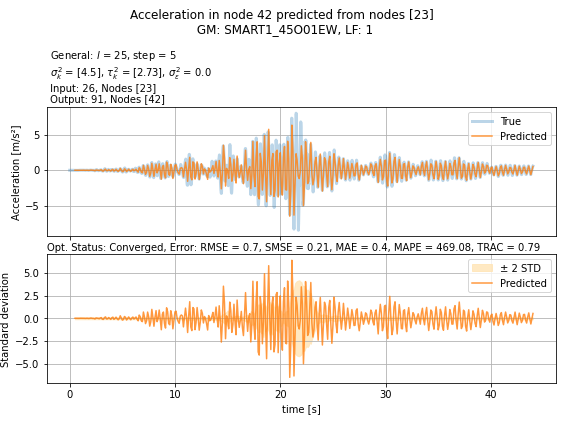 Acceleration in node 42 predicted from nodes [23]
GM: SMART1_45O01EW, LF: 1
General: l = 25, step = 5
σ²ₖ = [4.5], τ²ₖ = [2.73], σ²ε = 0.0
Input: 26, Nodes [23]
Output: 91, Nodes [42]
Acceleration [m/s²]
5
0
−5
True
Predicted
Opt. Status: Converged, Error: RMSE = 0.7, SMSE = 0.21, MAE = 0.4, MAPE = 469.08, TRAC = 0.79
Standard deviation
5.0
2.5
0.0
−2.5
−5.0
± 2 STD
Predicted
0 10 20 30 40
time [s]